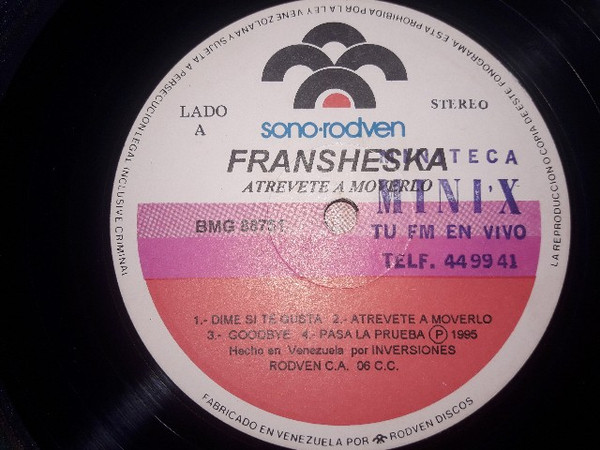 LA REPRODUCCION O COPIA DE ESTE FONOGRAMA. ESTA PROHIBIDA POR LA LEY VENEZOLANA Y SUJETA A PERSECUCION LEGAL INCLUSIVE CRIMINAL
LADO
A
STEREO
sono·rodven
FRANSHESKA
ATREVETE A MOVERLO
MINITECA
MINI'X
TU FM EN VIVO
TELF. 44 99 41
BMG 88751
1.- DIME SI TE GUSTA 2.- ATREVETE A MOVERLO
3.- GOODBYE 4.- PASA LA PRUEBA Ⓟ 1995
Hecho en Venezuela por INVERSIONES
RODVEN C.A. 06 C.C.
FABRICADO EN VENEZUELA POR RODVEN DISCOS